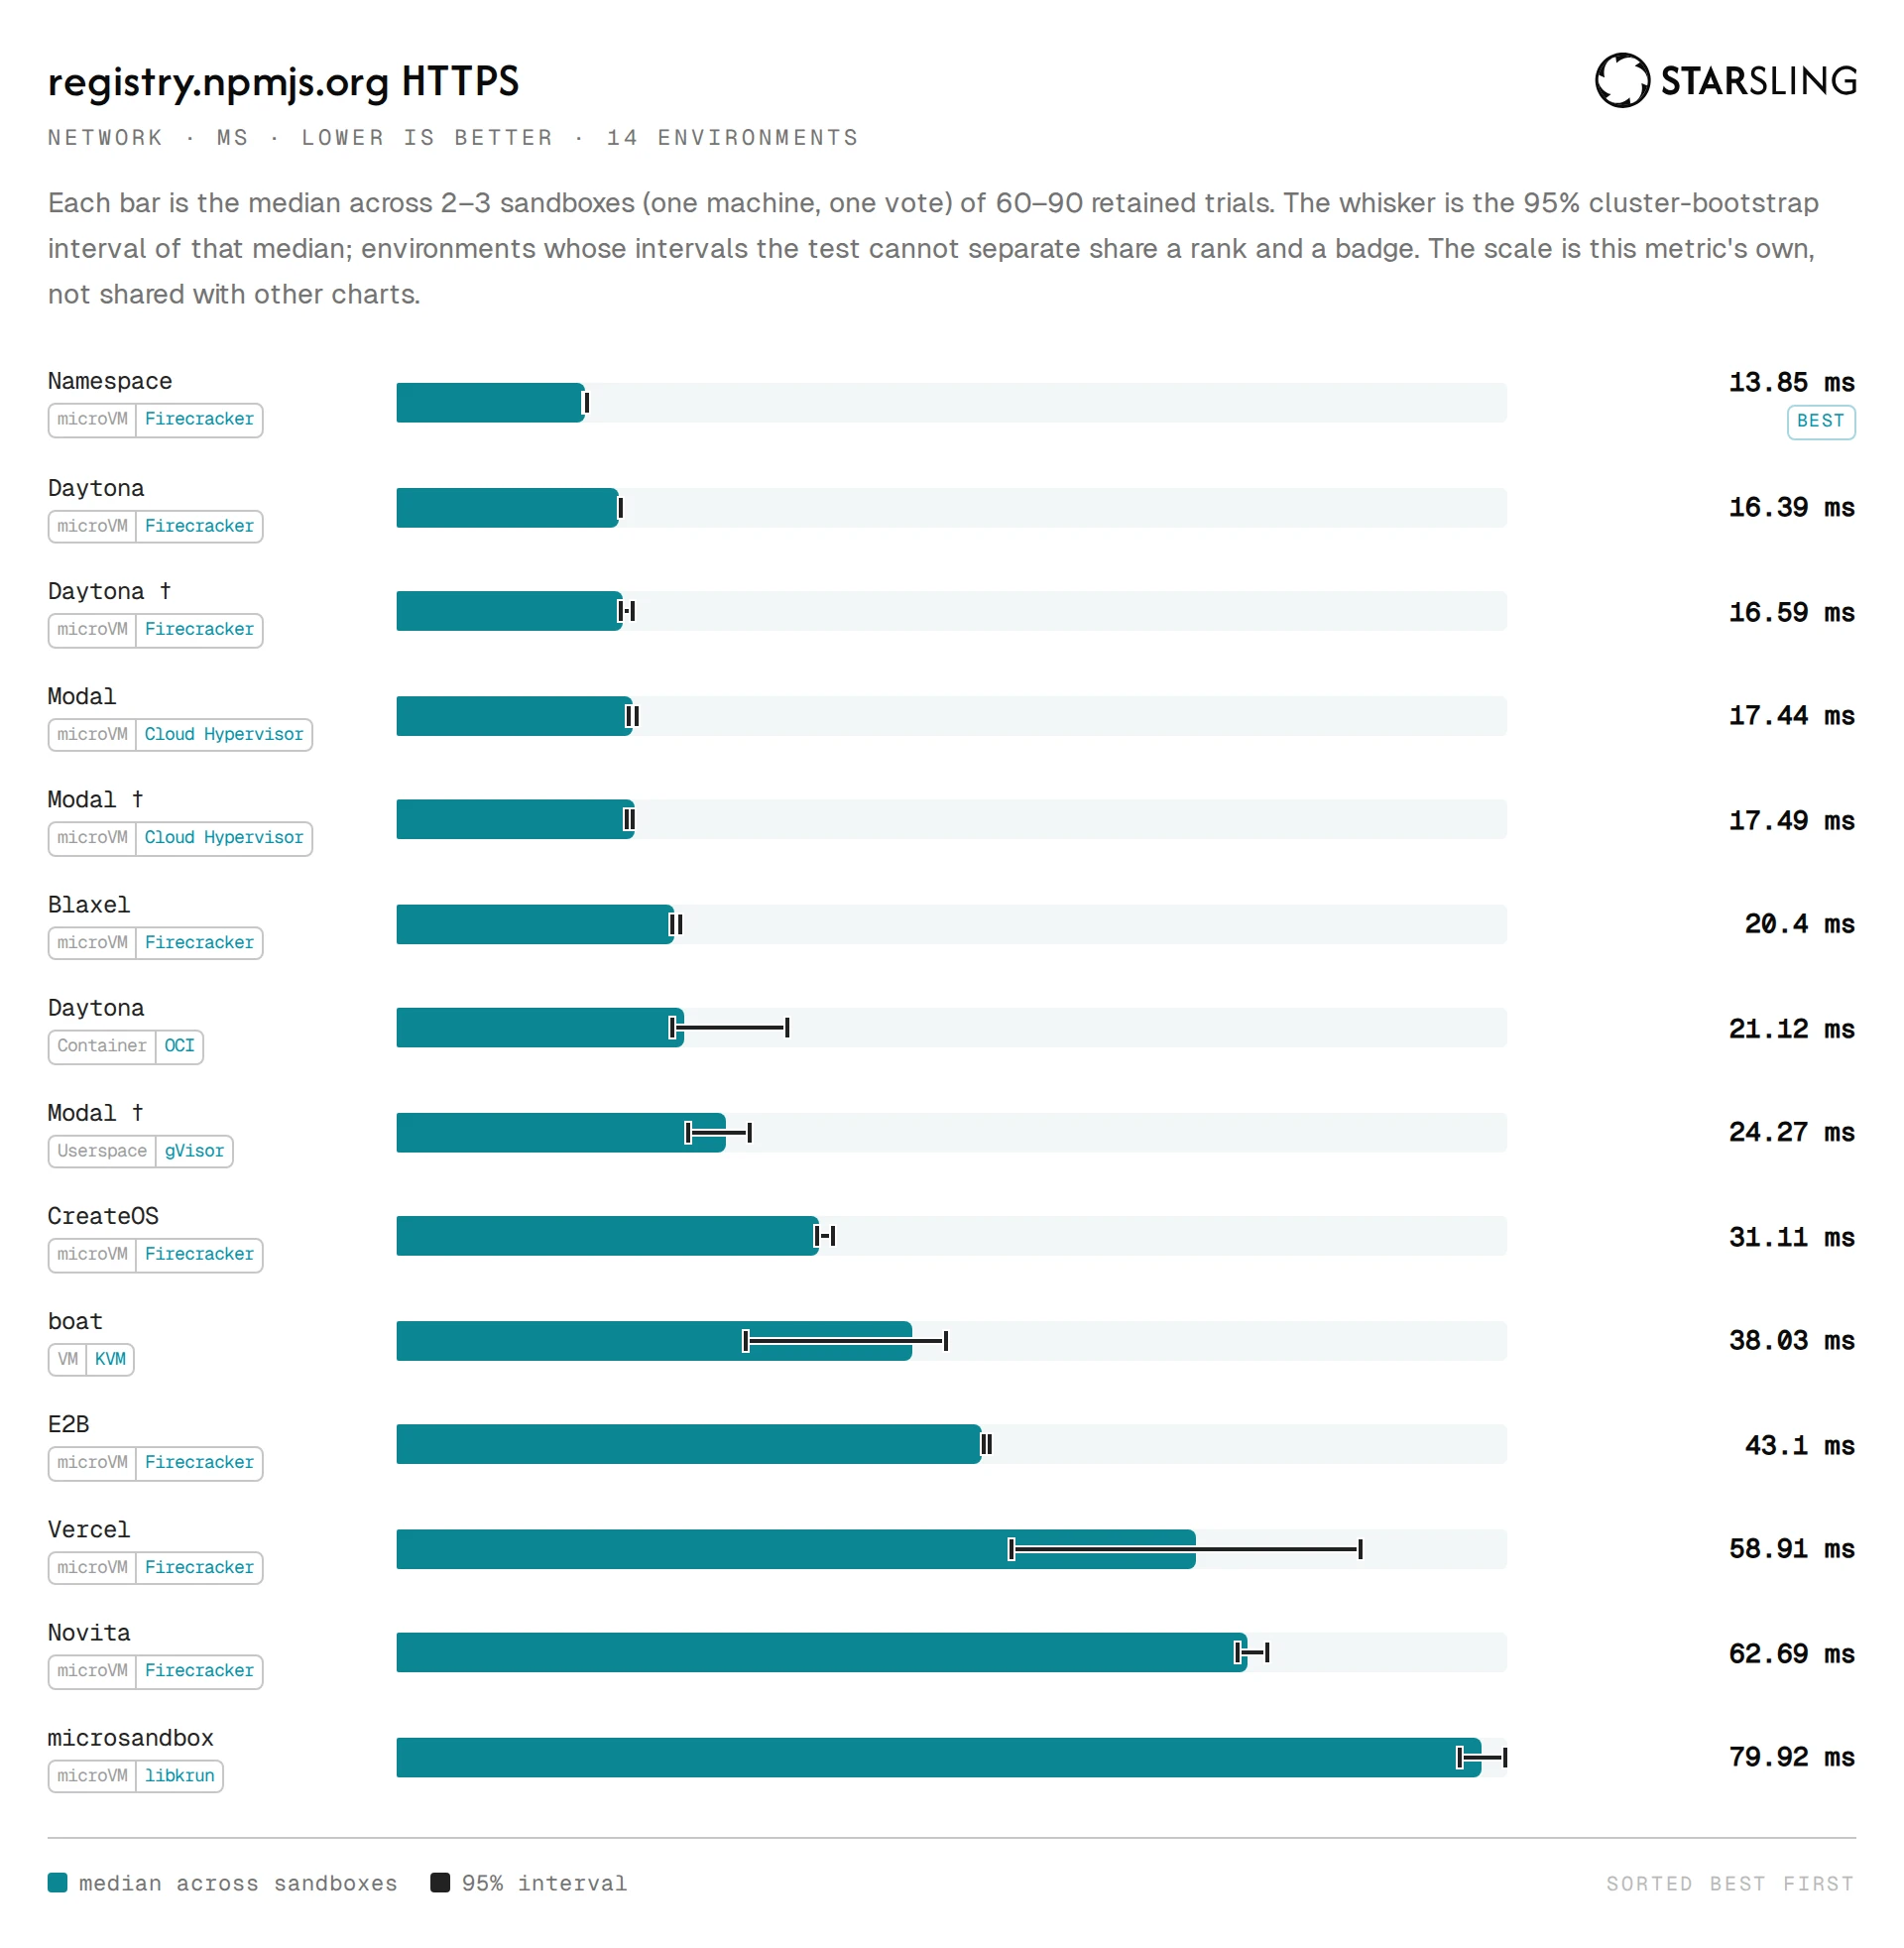 registry.npmjs.org HTTPS
STARSLING
NETWORK · MS · LOWER IS BETTER · 14 ENVIRONMENTS
Each bar is the median across 2–3 sandboxes (one machine, one vote) of 60–90 retained trials. The whisker is the 95% cluster-bootstrap
interval of that median; environments whose intervals the test cannot separate share a rank and a badge. The scale is this metric's own,
not shared with other charts.
Namespace
microVM Firecracker
13.85 ms
BEST
Daytona
microVM Firecracker
16.39 ms
Daytona †
microVM Firecracker
16.59 ms
Modal
microVM Cloud Hypervisor
17.44 ms
Modal †
microVM Cloud Hypervisor
17.49 ms
Blaxel
microVM Firecracker
20.4 ms
Daytona
Container OCI
21.12 ms
Modal †
Userspace gVisor
24.27 ms
CreateOS
microVM Firecracker
31.11 ms
boat
VM KVM
38.03 ms
E2B
microVM Firecracker
43.1 ms
Vercel
microVM Firecracker
58.91 ms
Novita
microVM Firecracker
62.69 ms
microsandbox
microVM libkrun
79.92 ms
median across sandboxes 95% interval
SORTED BEST FIRST